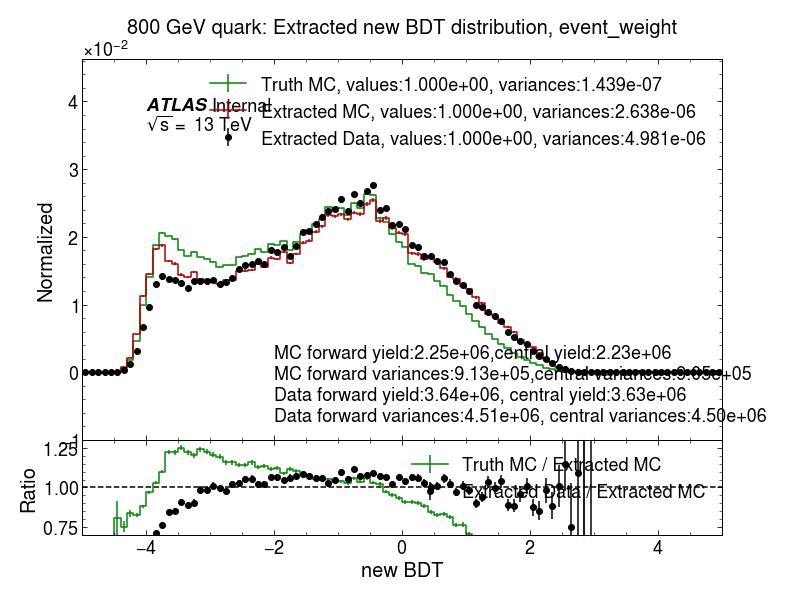 800 GeV quark: Extracted new BDT distribution, event_weight
×10−2
Truth MC, values:1.000e+00, variances:1.439e-07
ATLAS Internal
Extracted MC, values:1.000e+00, variances:2.638e-06
√s = 13 TeV
Extracted Data, values:1.000e+00, variances:4.981e-06
4
3
2
1
0
Normalized
MC forward yield:2.25e+06,central yield:2.23e+06
MC forward variances:9.13e+05,central variances:9.05e+05
Data forward yield:3.64e+06, central yield:3.63e+06
Data forward variances:4.51e+06, central variances:4.50e+06
1.25
1.00
0.75
Ratio
Truth MC / Extracted MC
Extracted Data / Extracted MC
−4 −2 0 2 4
new BDT